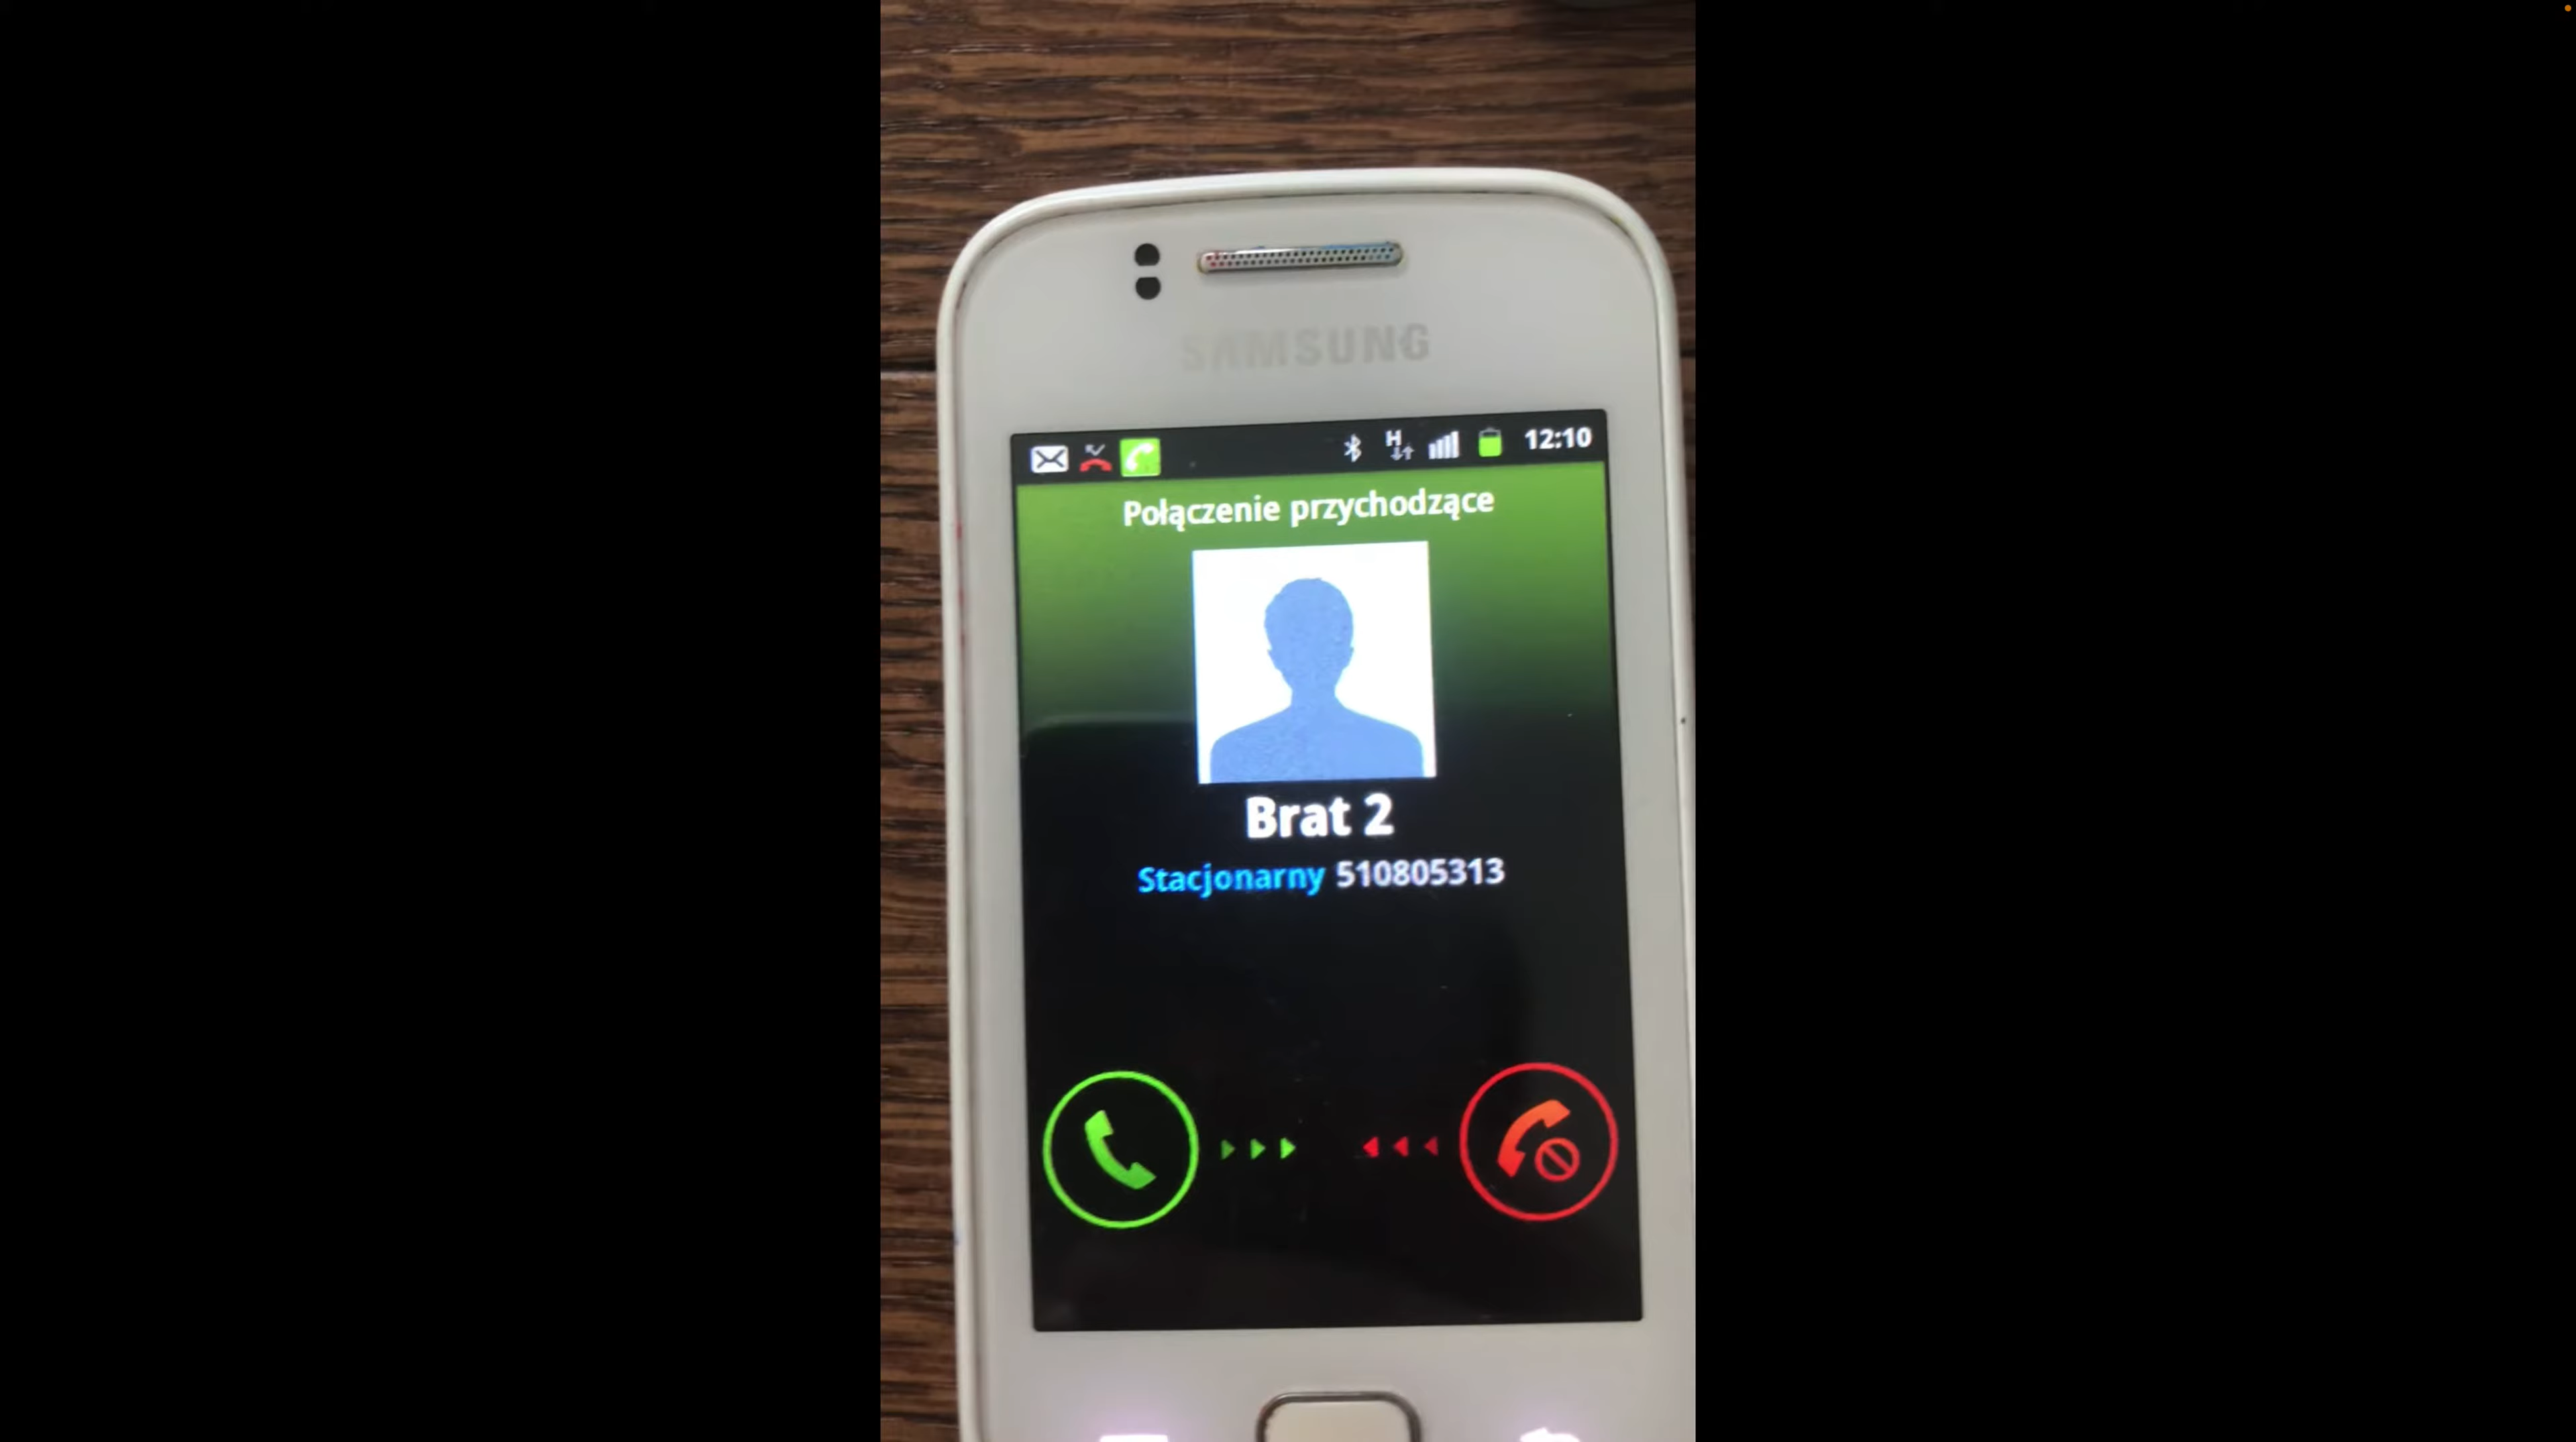 SAMSUNG
H 12:10
Połączenie przychodzące
Brat 2
Stacjonarny 510805313